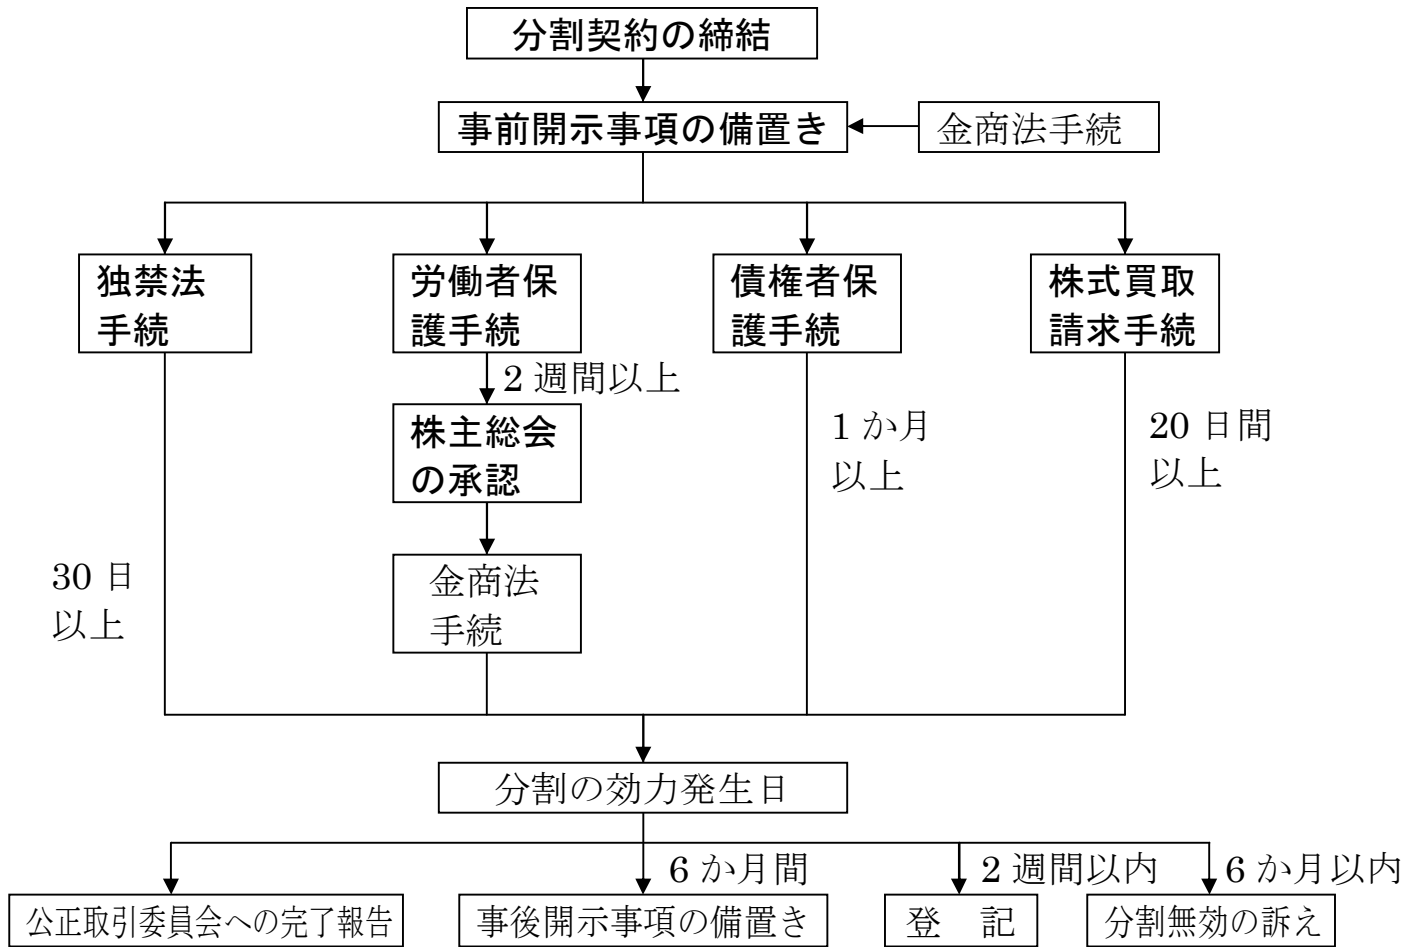 分割契約の締結
事前開示事項の備置き
金商法手続
独禁法
手続
労働者保
護手続
債権者保
護手続
株式買取
請求手続
2 週間以上
株主総会
の承認
1 か月
以上
20 日間
以上
金商法
手続
30 日
以上
分割の効力発生日
6 か月間
2 週間以内
6 か月以内
公正取引委員会への完了報告
事後開示事項の備置き
登　記
分割無効の訴え